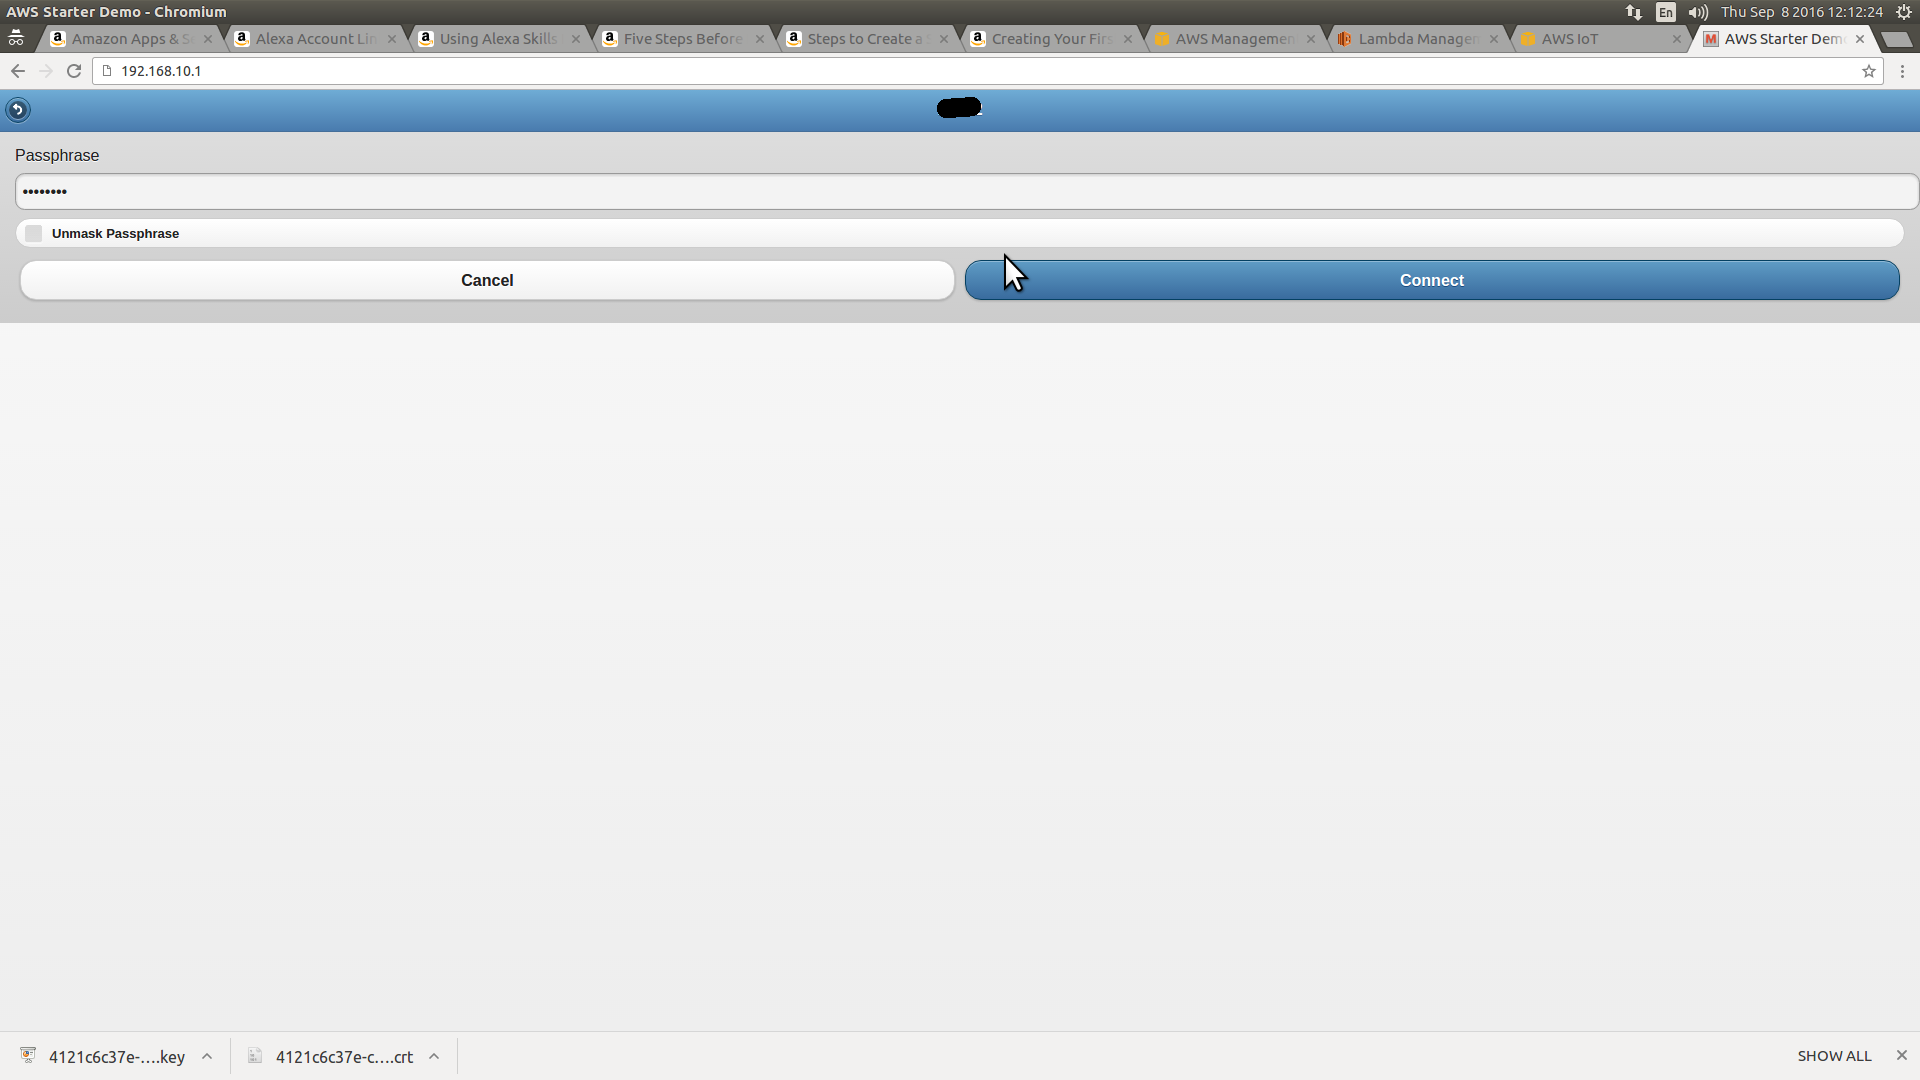 AWS Starter Demo - Chromium
En
Thu Sep 8 2016 12:12:24
Amazon Apps & S
Alexa Account Lin
Using Alexa Skills
Five Steps Before
Steps to Create a S
Creating Your Firs
AWS Managemen
Lambda Managem
AWS IoT
AWS Starter Demo
192.168.10.1
Passphrase
••••••••
Unmask Passphrase
Cancel
Connect
4121c6c37e-....key
4121c6c37e-c....crt
SHOW ALL